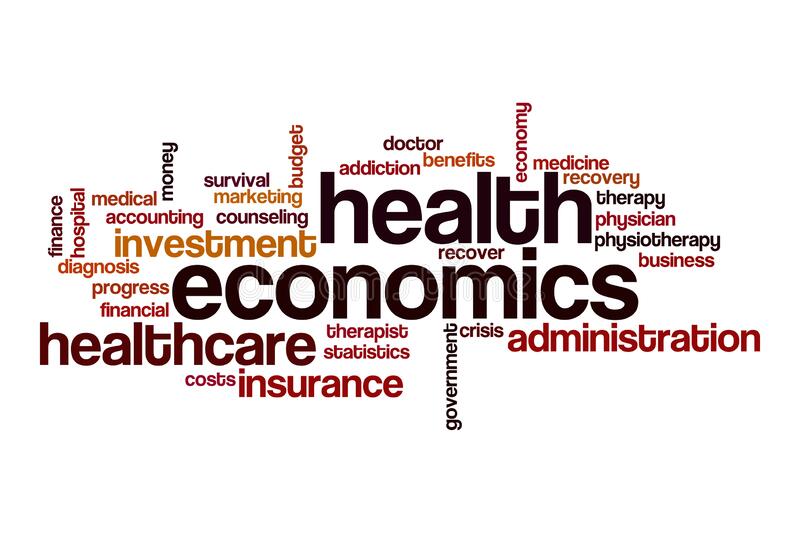 economy
budget
doctor
money
benefits
medicine
addiction
survival
recovery
finance
hospital
medical
marketing
health
therapy
accounting
counseling
physician
investment
physiotherapy
recover
business
diagnosis
economics
progress
financial
healthcare
therapist
statistics
government
crisis
administration
costs
insurance